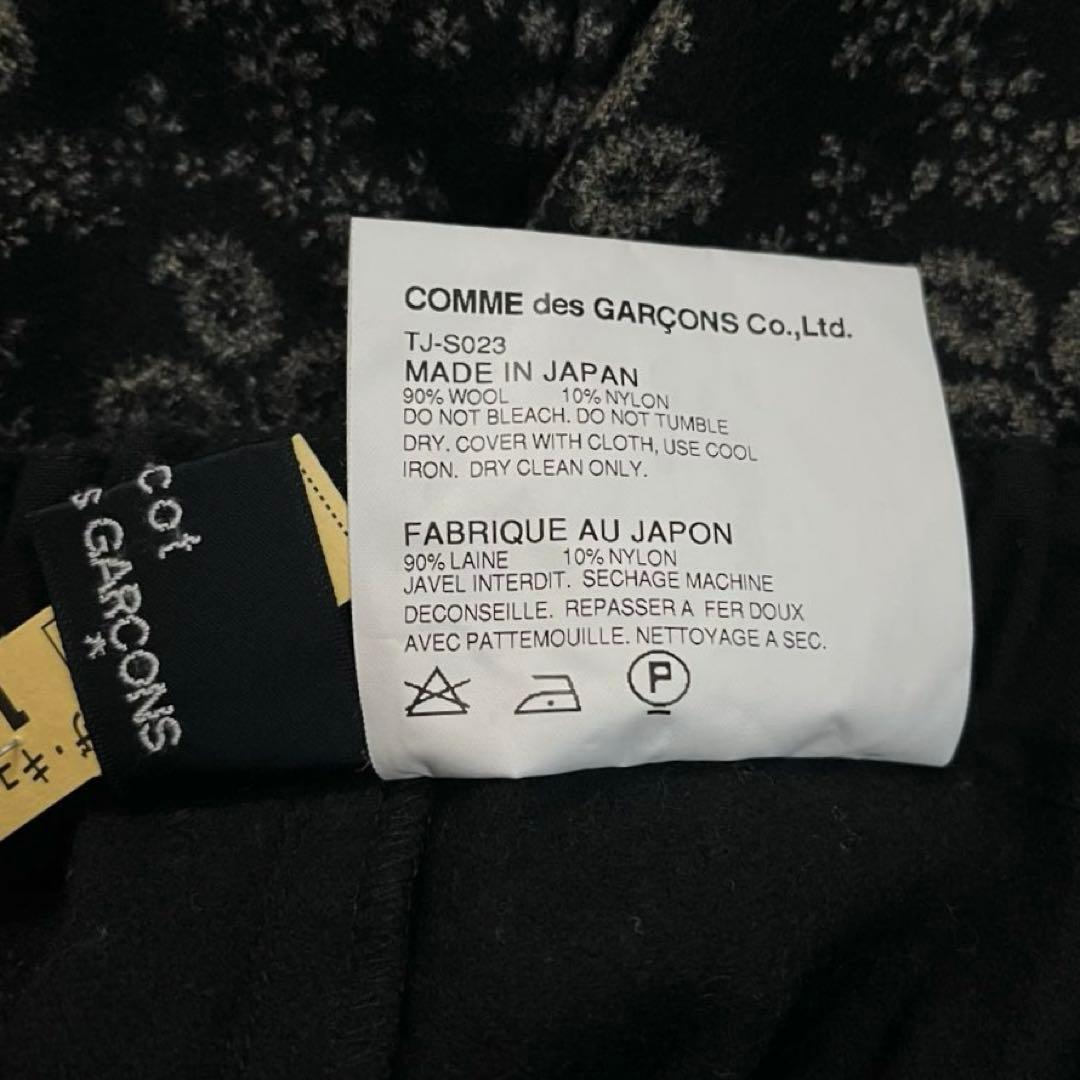 COMME des GARÇONS Co.,Ltd.
TJ-S023
MADE IN JAPAN
90% WOOL 10% NYLON
DO NOT BLEACH. DO NOT TUMBLE
DRY. COVER WITH CLOTH, USE COOL
IRON. DRY CLEAN ONLY.
FABRIQUE AU JAPON
90% LAINE 10% NYLON
JAVEL INTERDIT. SECHAGE MACHINE
DECONSEILLE. REPASSER A FER DOUX
AVEC PATTEMOUILLE. NETTOYAGE A SEC.
P
cot
s GARÇONS
*
1